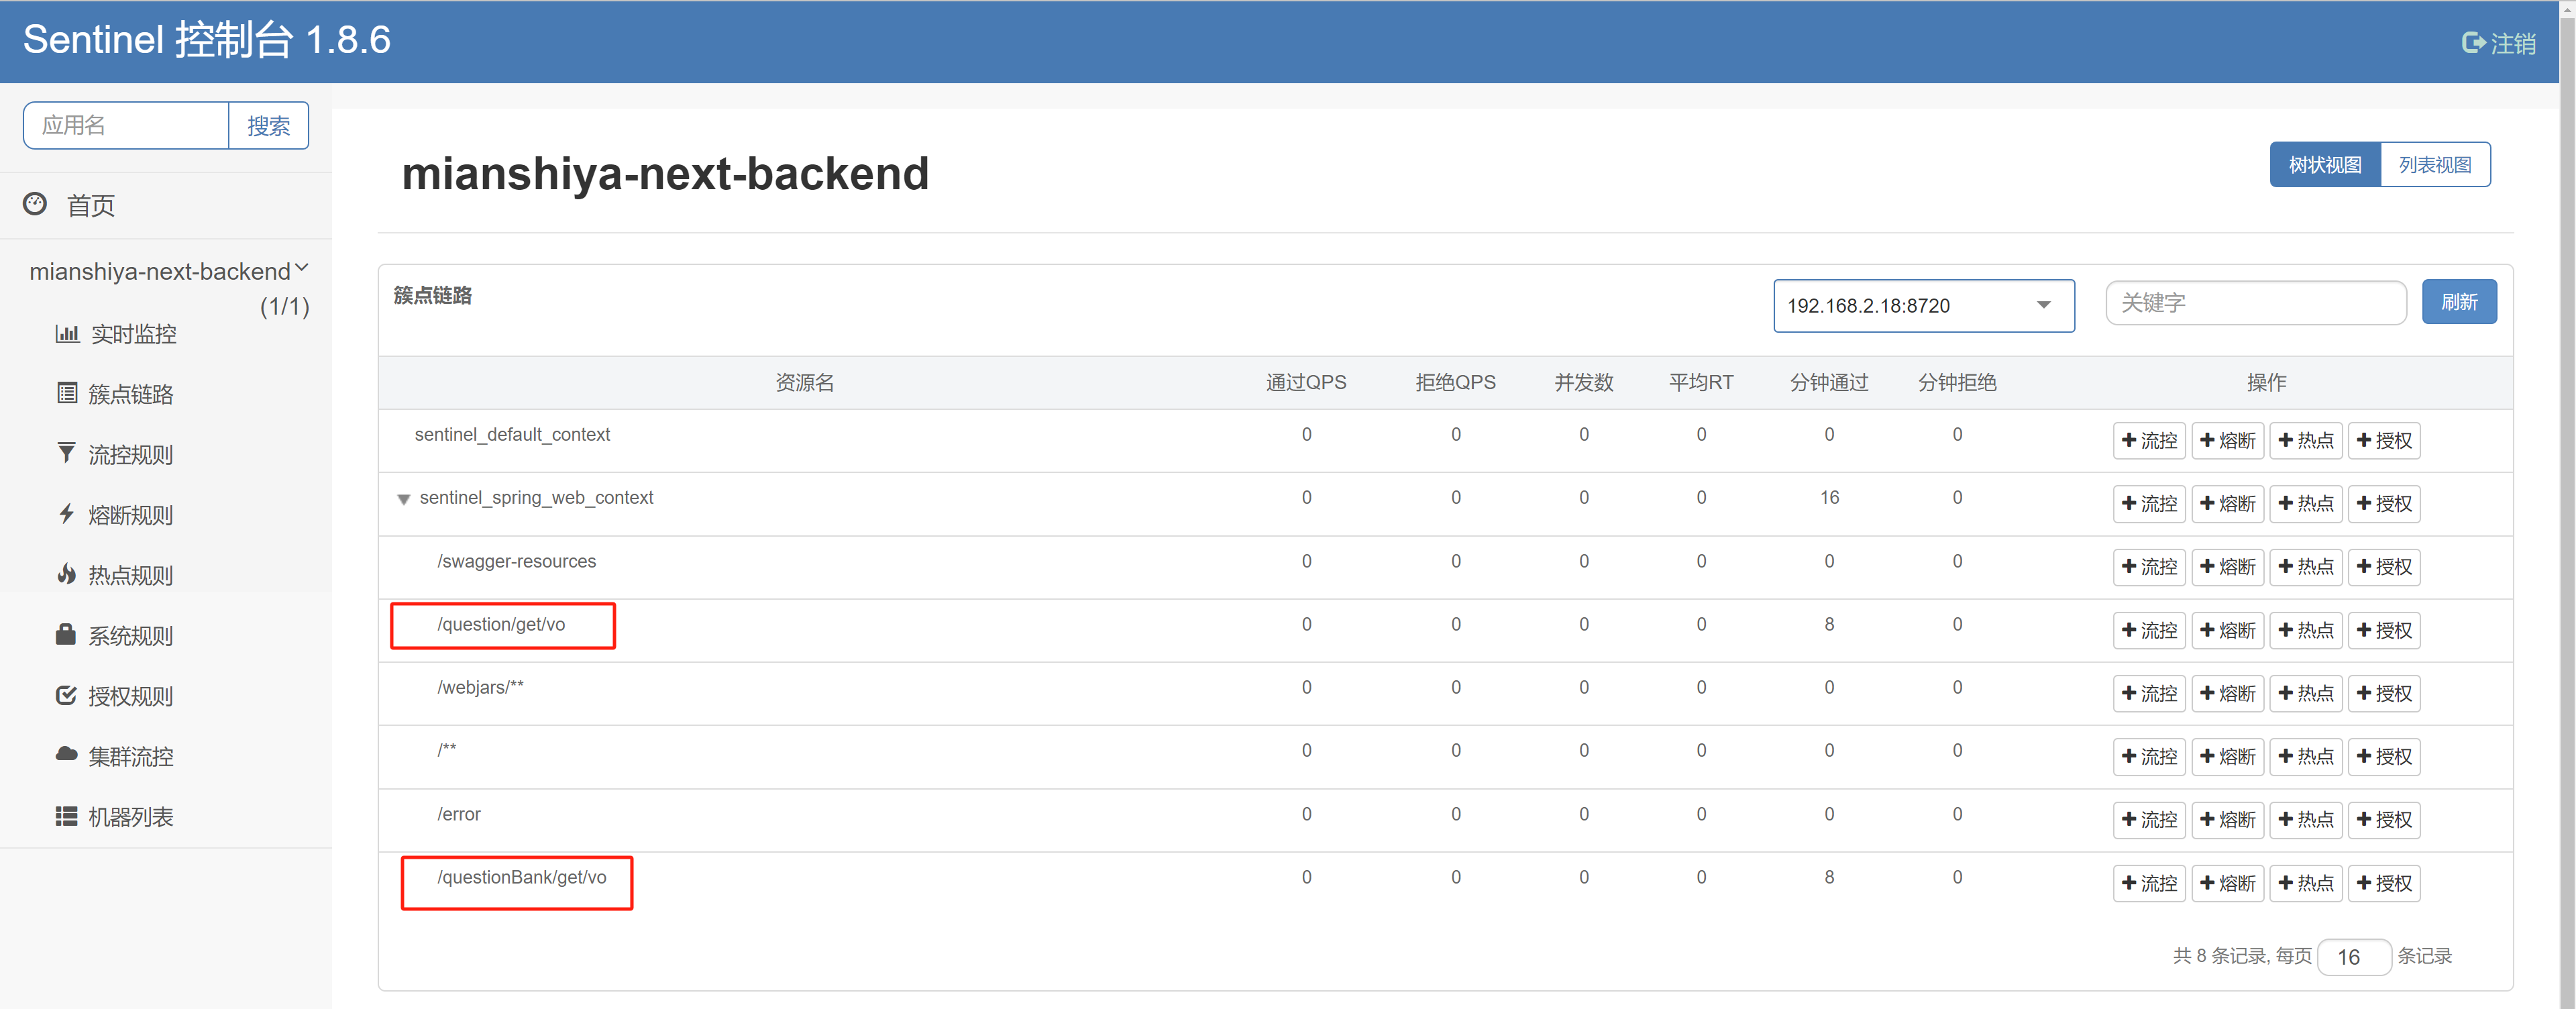 Sentinel 控制台 1.8.6
注销
应用名
搜索
首页
mianshiya-next-backend
(1/1)
实时监控
簇点链路
流控规则
熔断规则
热点规则
系统规则
授权规则
集群流控
机器列表
mianshiya-next-backend
树状视图 列表视图
簇点链路
192.168.2.18:8720
关键字
刷新
资源名 通过QPS 拒绝QPS 并发数 平均RT 分钟通过 分钟拒绝 操作
sentinel_default_context 0 0 0 0 0 0 流控 熔断 热点 授权
sentinel_spring_web_context 0 0 0 0 16 0 流控 熔断 热点 授权
/swagger-resources 0 0 0 0 0 0 流控 熔断 热点 授权
/question/get/vo 0 0 0 0 8 0 流控 熔断 热点 授权
/webjars/** 0 0 0 0 0 0 流控 熔断 热点 授权
/** 0 0 0 0 0 0 流控 熔断 热点 授权
/error 0 0 0 0 0 0 流控 熔断 热点 授权
/questionBank/get/vo 0 0 0 0 8 0 流控 熔断 热点 授权
共 8 条记录, 每页 16 条记录